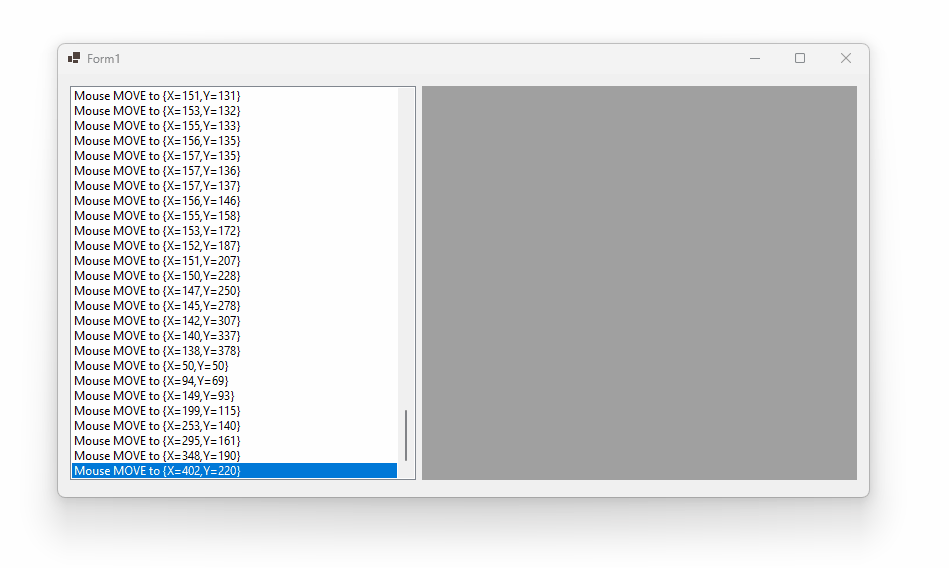 Form1
Mouse MOVE to {X=151,Y=131}
Mouse MOVE to {X=153,Y=132}
Mouse MOVE to {X=155,Y=133}
Mouse MOVE to {X=156,Y=135}
Mouse MOVE to {X=157,Y=135}
Mouse MOVE to {X=157,Y=136}
Mouse MOVE to {X=157,Y=137}
Mouse MOVE to {X=156,Y=146}
Mouse MOVE to {X=155,Y=158}
Mouse MOVE to {X=153,Y=172}
Mouse MOVE to {X=152,Y=187}
Mouse MOVE to {X=151,Y=207}
Mouse MOVE to {X=150,Y=228}
Mouse MOVE to {X=147,Y=250}
Mouse MOVE to {X=145,Y=278}
Mouse MOVE to {X=142,Y=307}
Mouse MOVE to {X=140,Y=337}
Mouse MOVE to {X=138,Y=378}
Mouse MOVE to {X=50,Y=50}
Mouse MOVE to {X=94,Y=69}
Mouse MOVE to {X=149,Y=93}
Mouse MOVE to {X=199,Y=115}
Mouse MOVE to {X=253,Y=140}
Mouse MOVE to {X=295,Y=161}
Mouse MOVE to {X=348,Y=190}
Mouse MOVE to {X=402,Y=220}